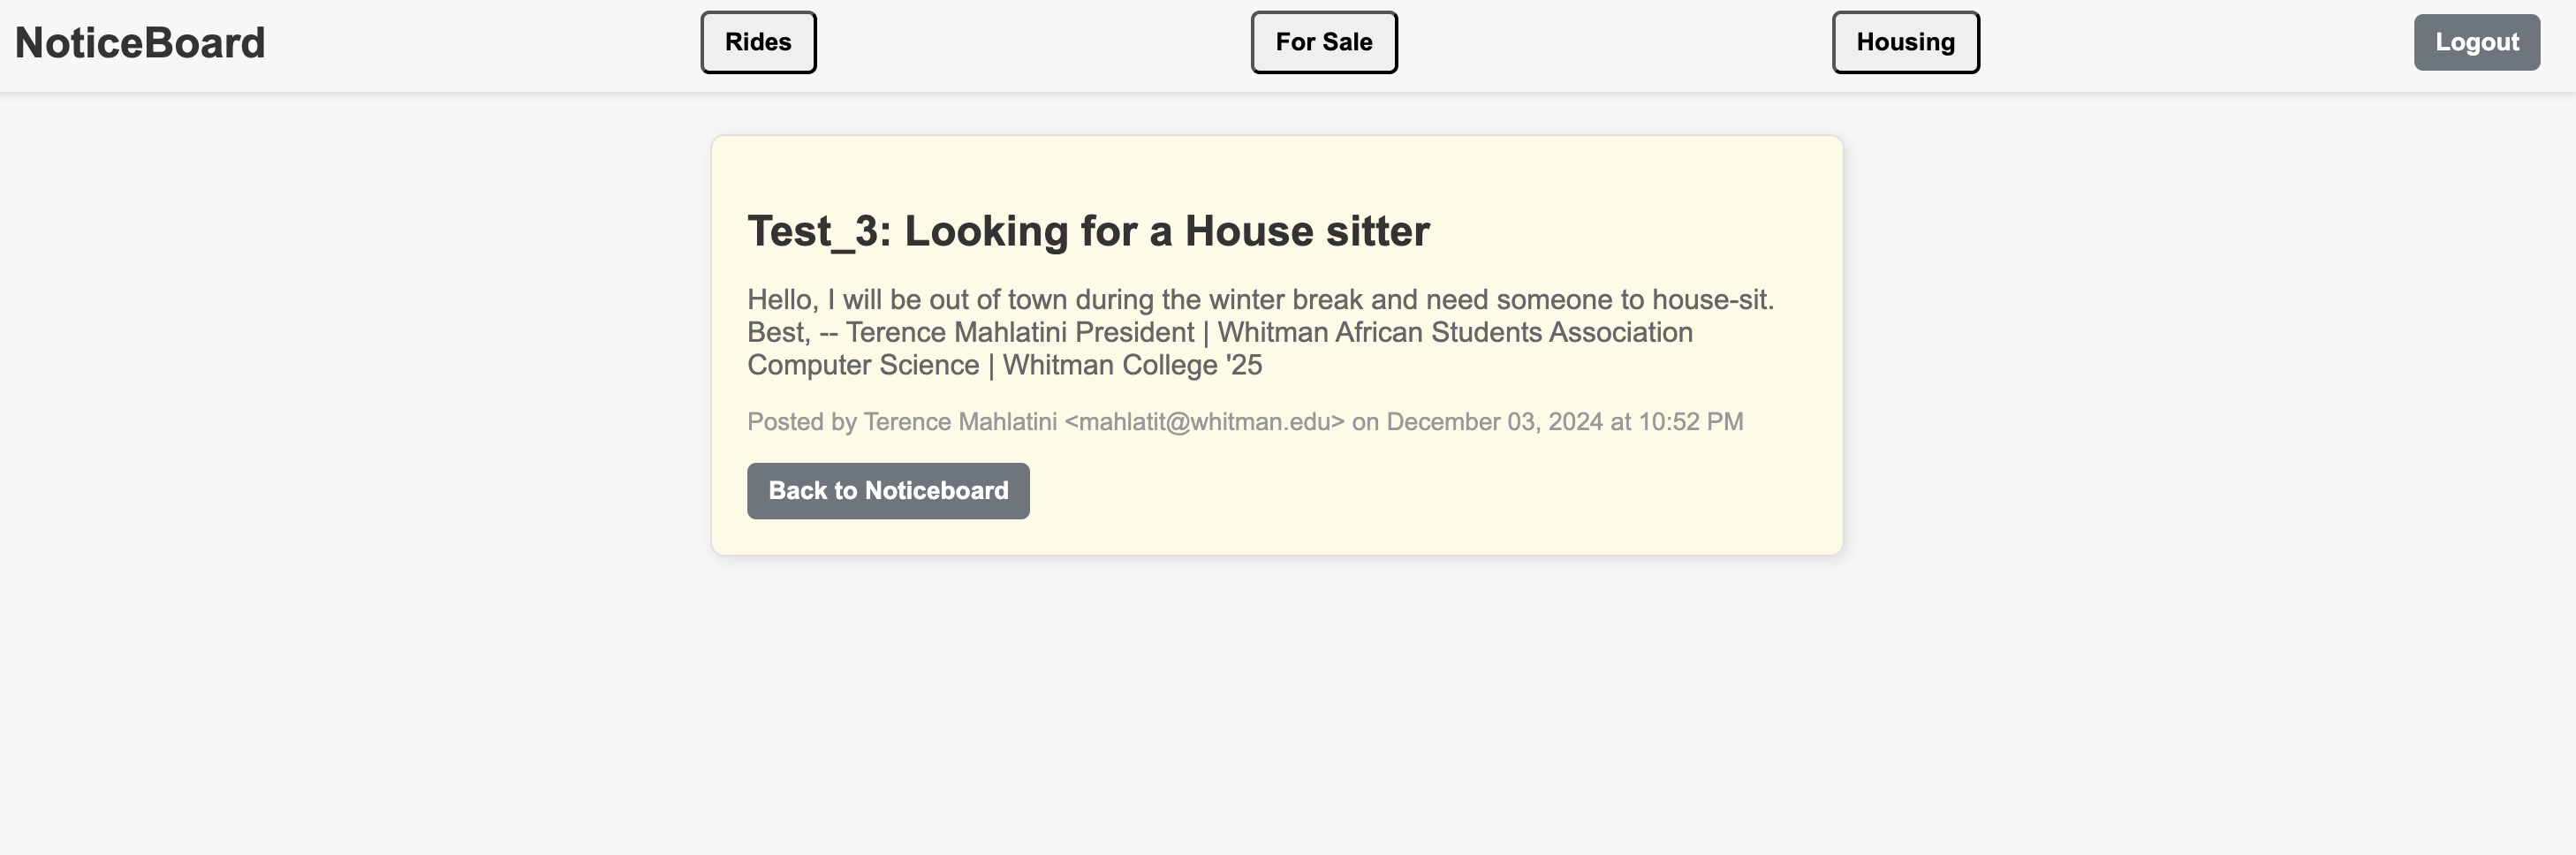 NoticeBoard
Rides
For Sale
Housing
Logout
Test_3: Looking for a House sitter
Hello, I will be out of town during the winter break and need someone to house-sit.
Best, -- Terence Mahlatini President | Whitman African Students Association
Computer Science | Whitman College '25
Posted by Terence Mahlatini <mahlatit@whitman.edu> on December 03, 2024 at 10:52 PM
Back to Noticeboard